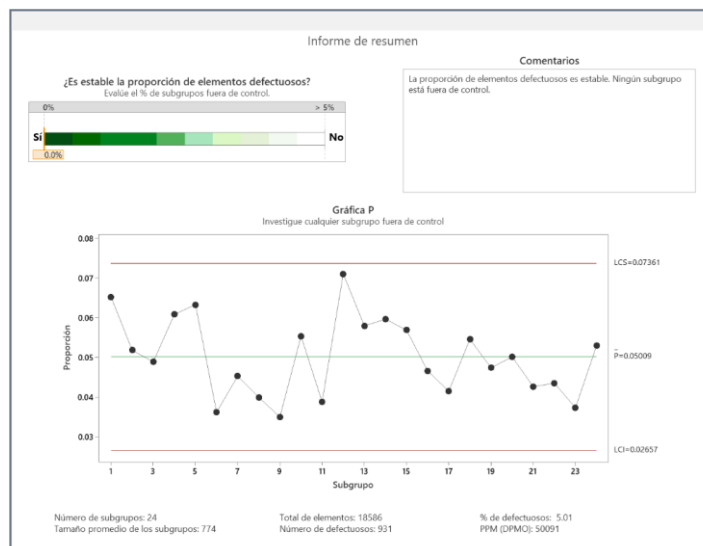 Informe de resumen
¿Es estable la proporción de elementos defectuosos?
Evalúe el % de subgrupos fuera de control.
0%
> 5%
Sí
No
0.0%
Comentarios
La proporción de elementos defectuosos es estable. Ningún subgrupo
está fuera de control.
Gráfica P
Investigue cualquier subgrupo fuera de control
0.08
0.07
0.06
0.05
0.04
0.03
Proporción
LCS=0.07361
P̄=0.05009
LCI=0.02657
1
3
5
7
9
11
13
15
17
19
21
23
Subgrupo
Número de subgrupos: 24
Tamaño promedio de los subgrupos: 774
Total de elementos: 18586
Número de defectuosos: 931
% de defectuosos: 5.01
PPM (DPMO): 50091